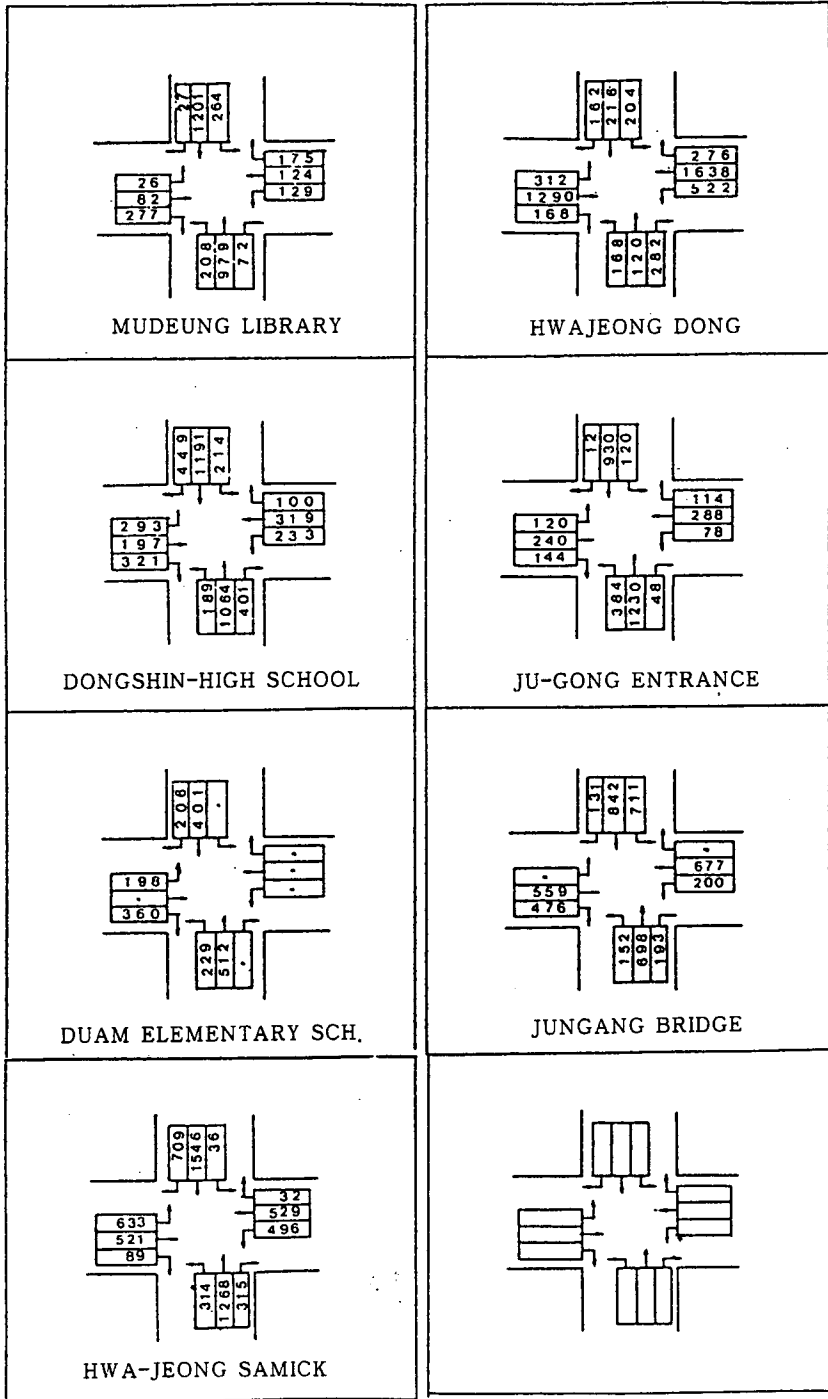 27 1201 264
175
124
129
26
82
277
208 979 72
MUDEUNG LIBRARY
162 216 204
276
1638
522
312
1290
168
168 120 282
HWAJEONG DONG
449 1191 214
100
319
233
293
197
321
189 1064 401
DONGSHIN-HIGH SCHOOL
12 930 120
114
288
78
120
240
144
384 1230 48
JU-GONG ENTRANCE
206 401
198
360
229 512
DUAM ELEMENTARY SCH.
131 842 711
677
200
559
476
152 698 193
JUNGANG BRIDGE
709 1546 36
32
529
496
633
521
89
314 1268 315
HWA-JEONG SAMICK